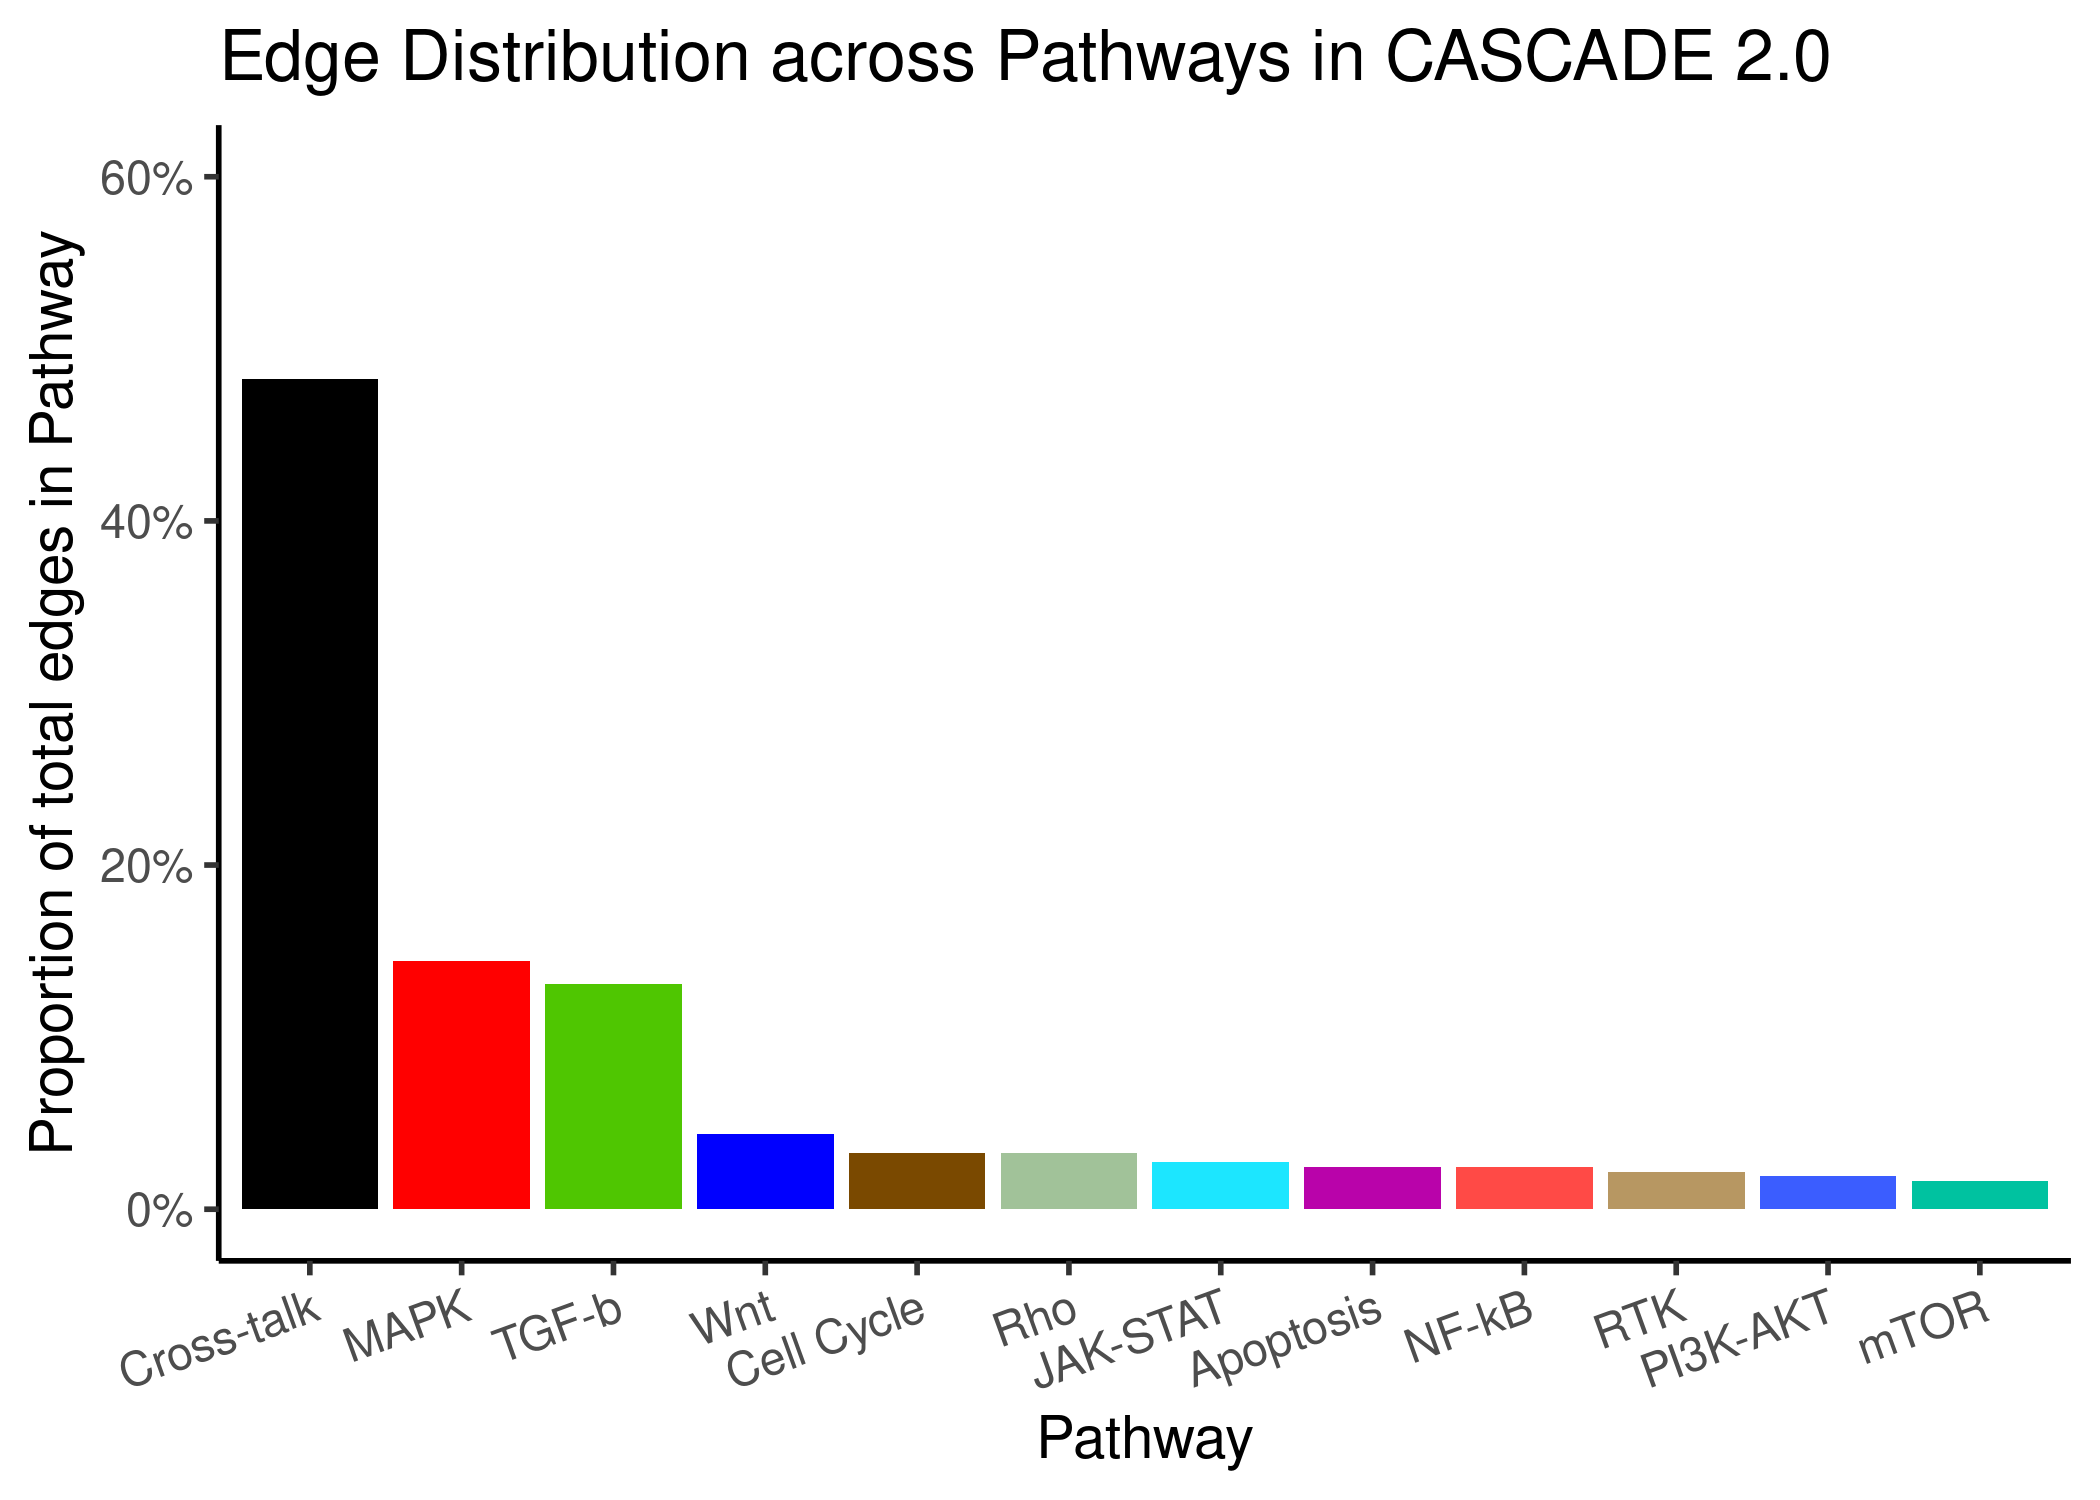 Edge Distribution across Pathways in CASCADE 2.0
Proportion of total edges in Pathway
60%
40%
20%
0%
Cross-talk
MAPK
TGF-b
Wnt
Cell Cycle
Rho
JAK-STAT
Apoptosis
NF-kB
RTK
PI3K-AKT
mTOR
Pathway